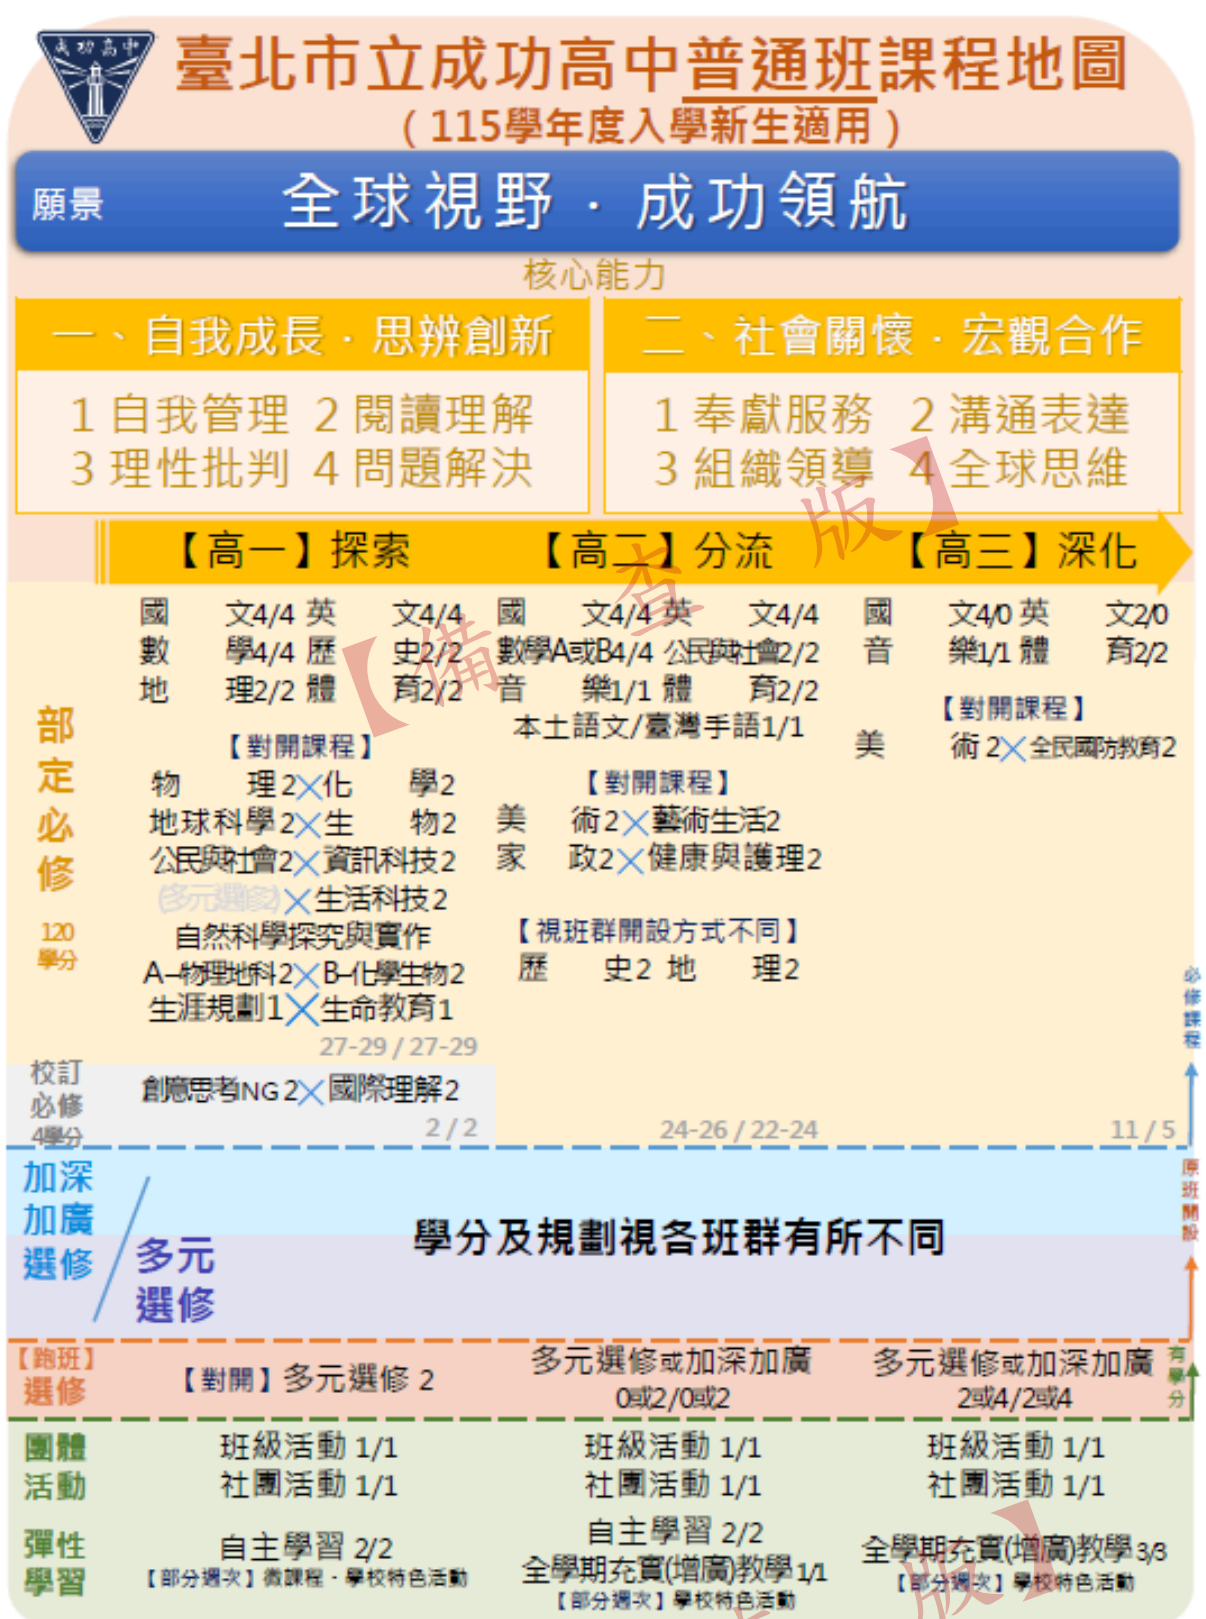 成功高中
臺北市立成功高中普通班課程地圖
（115學年度入學新生適用）
願景 全球視野．成功領航
核心能力
一、自我成長．思辨創新
1 自我管理 2 閱讀理解
3 理性批判 4 問題解決
二、社會關懷．宏觀合作
1 奉獻服務 2 溝通表達
3 組織領導 4 全球思維
【高一】探索 【高二】分流 【高三】深化
部定必修
120
學分
國 文4/4 英 文4/4
數 學4/4 歷 史2/2
地 理2/2 體 育2/2
【對開課程】
物 理2×化 學2
地球科學2×生 物2
公民與社會2×資訊科技2
(多元選修2)×生活科技2
自然科學探究與實作
A–物理地科2×B–化學生物2
生涯規劃1×生命教育1
27-29 / 27-29
國 文4/4 英 文4/4
數學A或B4/4 公民與社會2/2
音 樂1/1 體 育2/2
本土語文/臺灣手語1/1
【對開課程】
美 術2×藝術生活2
家 政2×健康與護理2
【視班群開設方式不同】
歷 史2 地 理2
24-26 / 22-24
國 文4/0 英 文2/0
音 樂1/1 體 育2/2
【對開課程】
美 術2×全民國防教育2
11 / 5
校訂
必修
4學分
創意思考ING 2×國際理解2
2 / 2
必修課程
加深
加廣
選修
/
多元
選修
學分及規劃視各班群有所不同
原班開設
【跑班】
選修
【對開】多元選修 2
多元選修或加深加廣
0或2/0或2
多元選修或加深加廣
2或4/2或4
有學分
團體
活動
班級活動 1/1
社團活動 1/1
班級活動 1/1
社團活動 1/1
班級活動 1/1
社團活動 1/1
彈性
學習
自主學習 2/2
【部分週次】微課程．學校特色活動
自主學習 2/2
全學期充實(增廣)教學 1/1
【部分週次】學校特色活動
全學期充實(增廣)教學 3/3
【部分週次】學校特色活動
【備查版】
版】